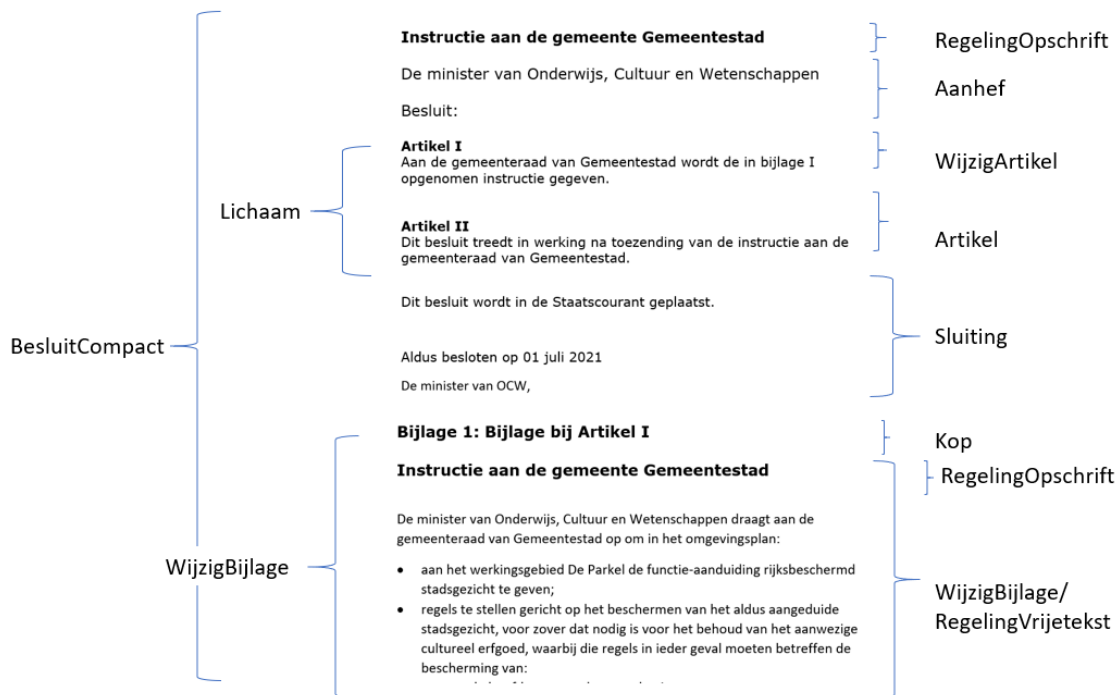 Instructie aan de gemeente Gemeentestad
RegelingOpschrift
De minister van Onderwijs, Cultuur en Wetenschappen
Aanhef
Besluit:
Artikel I
Aan de gemeenteraad van Gemeentestad wordt de in bijlage I
opgenomen instructie gegeven.
WijzigArtikel
Lichaam
Artikel II
Dit besluit treedt in werking na toezending van de instructie aan de
gemeenteraad van Gemeentestad.
Artikel
Dit besluit wordt in de Staatscourant geplaatst.
Sluiting
BesluitCompact
Aldus besloten op 01 juli 2021
De minister van OCW,
Bijlage 1: Bijlage bij Artikel I
Kop
Instructie aan de gemeente Gemeentestad
RegelingOpschrift
De minister van Onderwijs, Cultuur en Wetenschappen draagt aan de
gemeenteraad van Gemeentestad op om in het omgevingsplan:
WijzigBijlage
• aan het werkingsgebied De Parkel de functie-aanduiding rijksbeschermd
stadsgezicht te geven;
• regels te stellen gericht op het beschermen van het aldus aangeduide
stadsgezicht, voor zover dat nodig is voor het behoud van het aanwezige
cultureel erfgoed, waarbij die regels in ieder geval moeten betreffen de
bescherming van:
WijzigBijlage/
RegelingVrijetekst